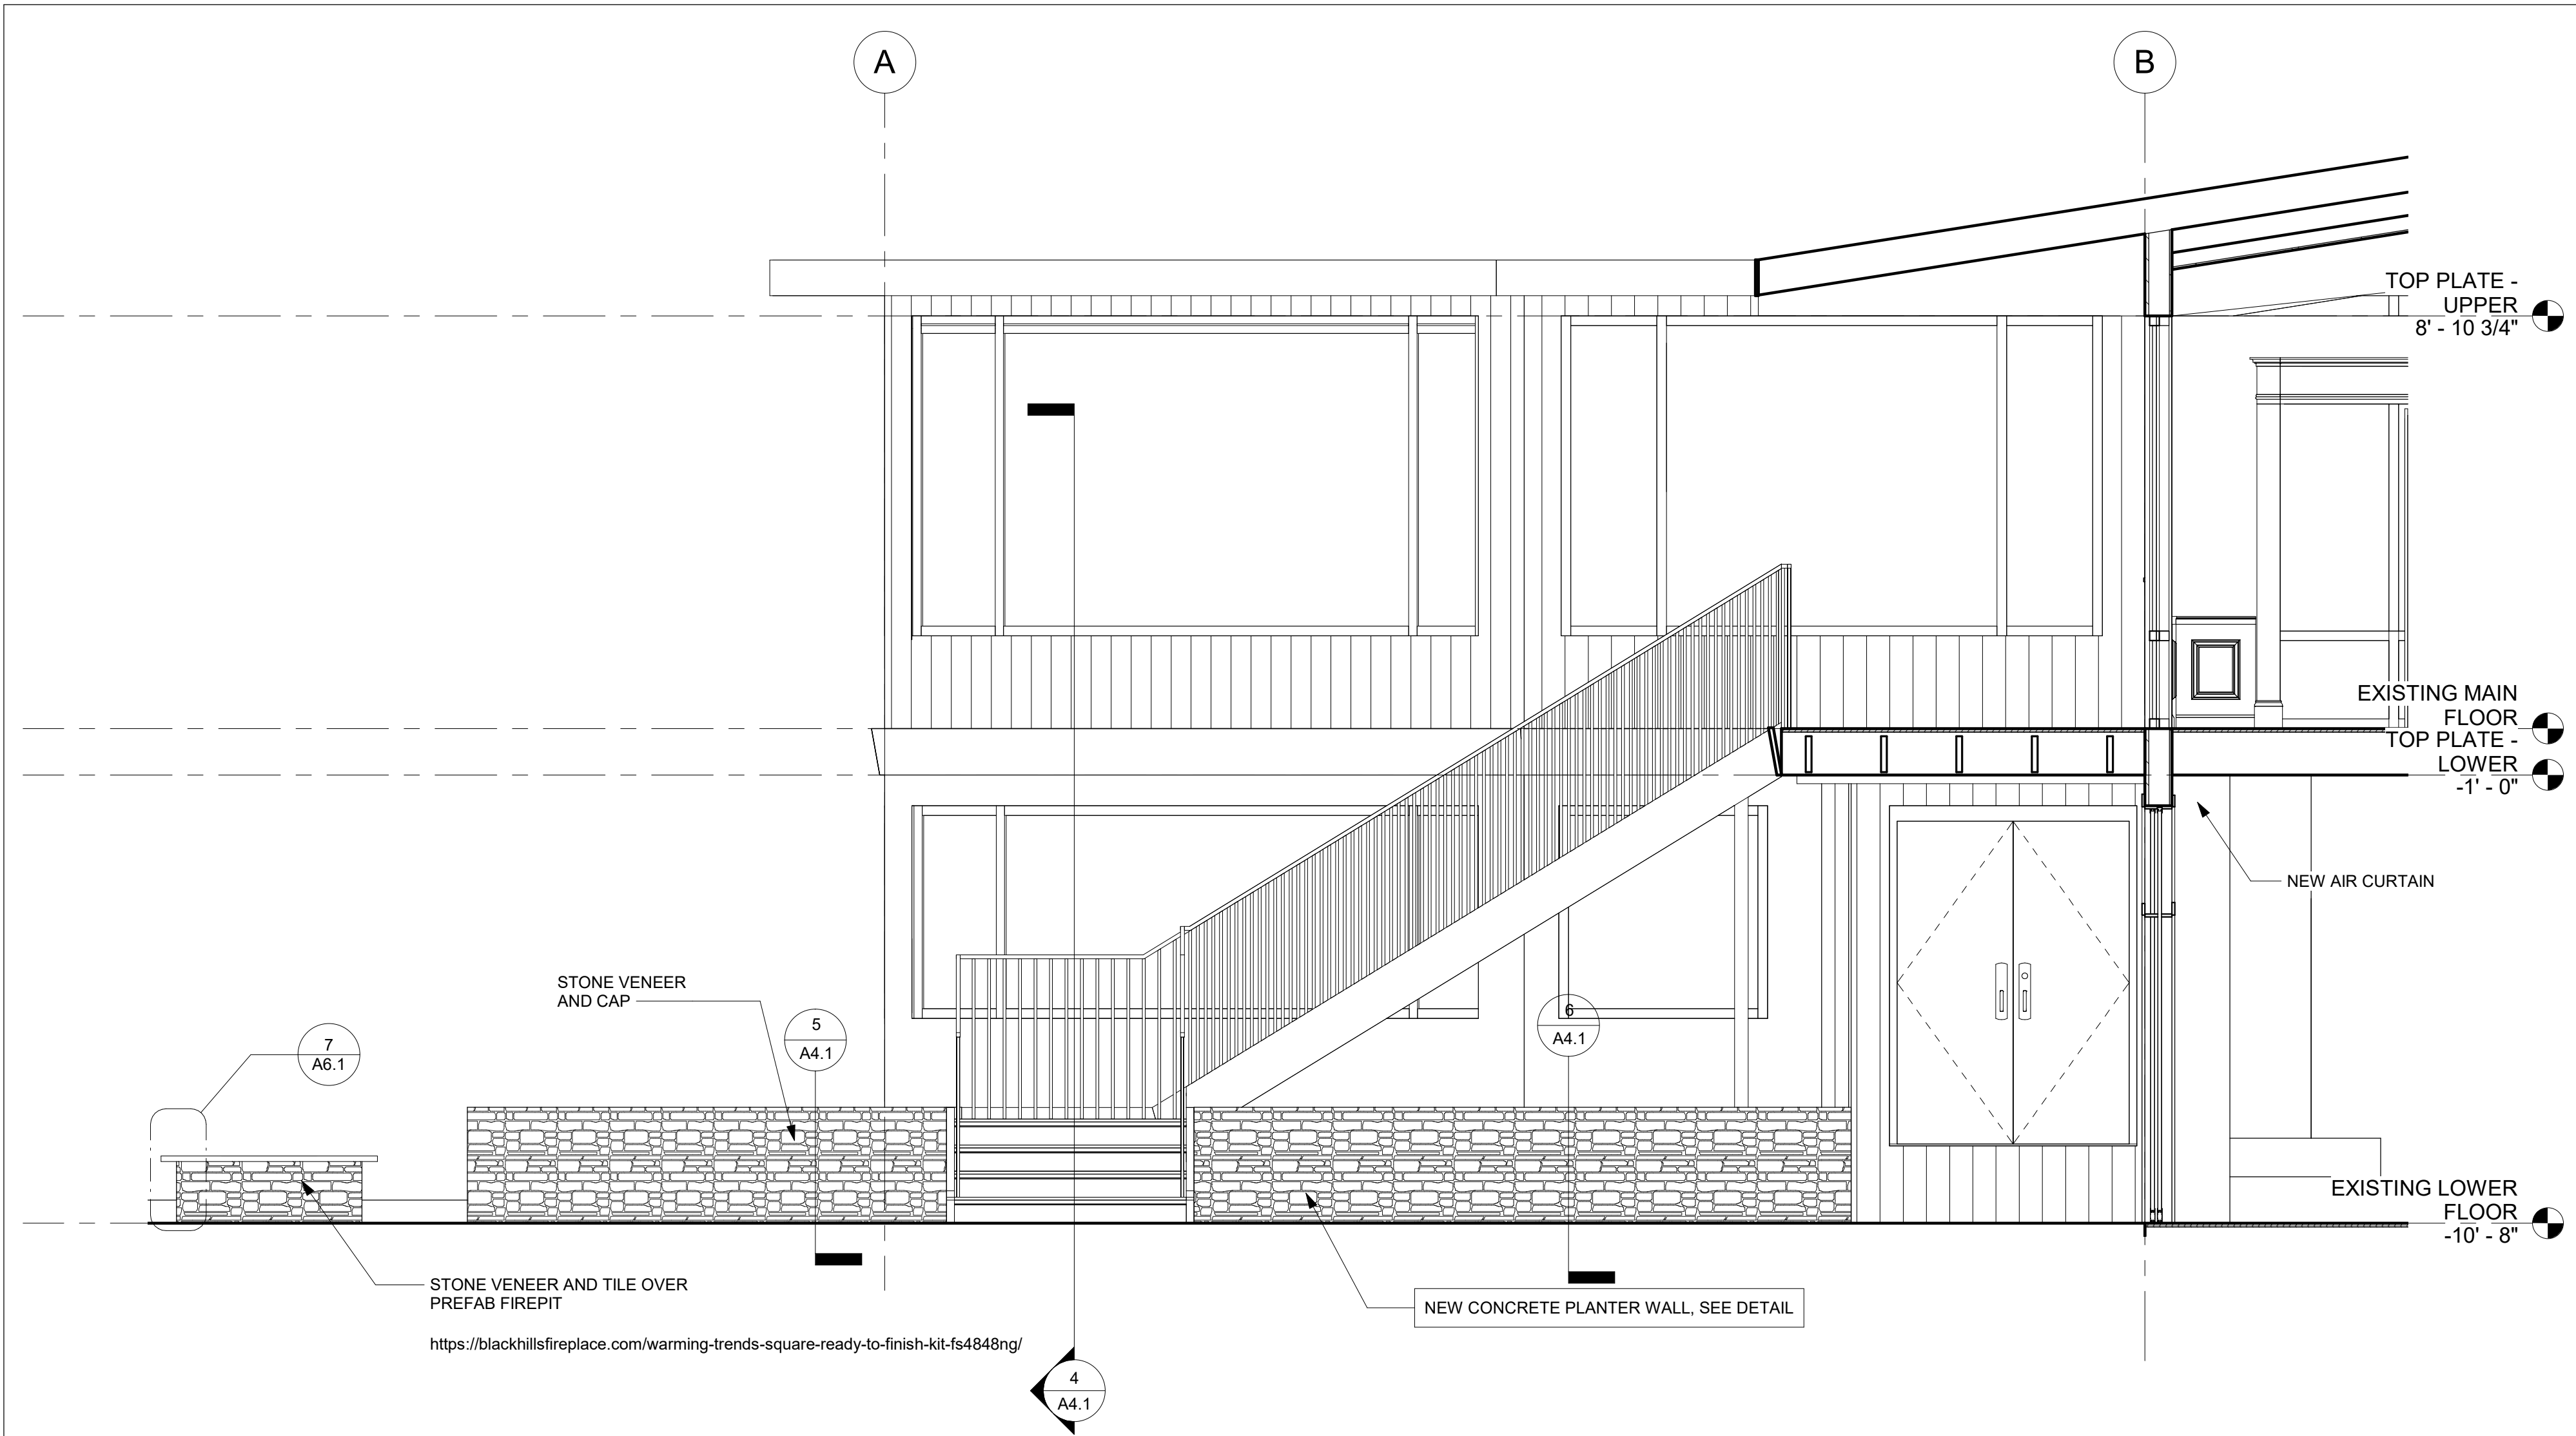 A
B
TOP PLATE -
UPPER
8' - 10 3/4"
EXISTING MAIN
FLOOR
TOP PLATE -
LOWER
-1' - 0"
NEW AIR CURTAIN
STONE VENEER
AND CAP
5
A4.1
6
A4.1
7
A6.1
EXISTING LOWER
FLOOR
-10' - 8"
STONE VENEER AND TILE OVER
PREFAB FIREPIT
NEW CONCRETE PLANTER WALL, SEE DETAIL
https://blackhillsfireplace.com/warming-trends-square-ready-to-finish-kit-fs4848ng/
4
A4.1